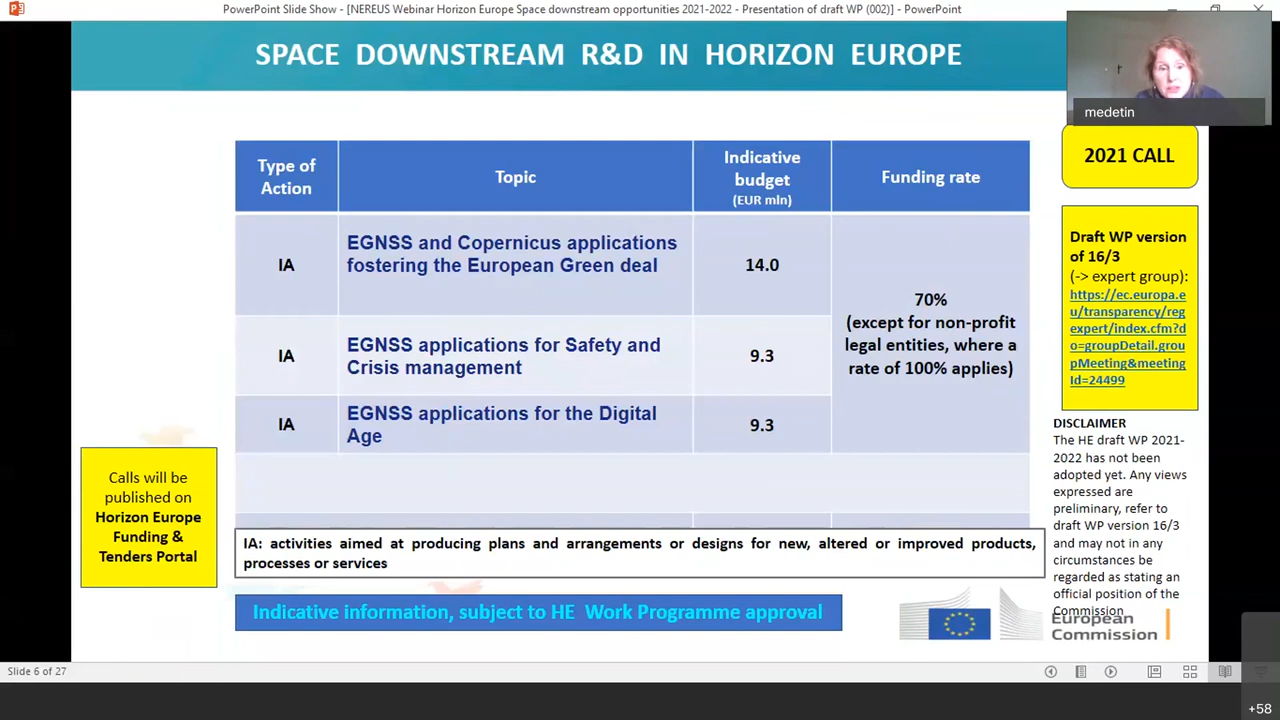 PowerPoint Slide Show - [NEREUS Webinar Horizon Europe Space downstream opportunities 2021-2022 - Presentation of draft WP (002)] - PowerPoint
SPACE DOWNSTREAM R&D IN HORIZON EUROPE
medetin
2021 CALL
Type of
Action
Topic
Indicative
budget
(EUR mln)
Funding rate
IA
EGNSS and Copernicus applications
fostering the European Green deal
14.0
IA
EGNSS applications for Safety and
Crisis management
9.3
IA
EGNSS applications for the Digital
Age
9.3
70%
(except for non-profit
legal entities, where a
rate of 100% applies)
Draft WP version
of 16/3
(-> expert group):
https://ec.europa.e
u/transparency/reg
expert/index.cfm?d
o=groupDetail.grou
pMeeting&meeting
Id=24499
DISCLAIMER
The HE draft WP 2021-
2022 has not been
adopted yet. Any views
expressed are
preliminary, refer to
draft WP version 16/3
and may not in any
circumstances be
regarded as stating an
official position of the
Commission
Calls will be
published on
Horizon Europe
Funding &
Tenders Portal
IA: activities aimed at producing plans and arrangements or designs for new, altered or improved products,
processes or services
Indicative information, subject to HE Work Programme approval
European
Commission
Slide 6 of 27
+58